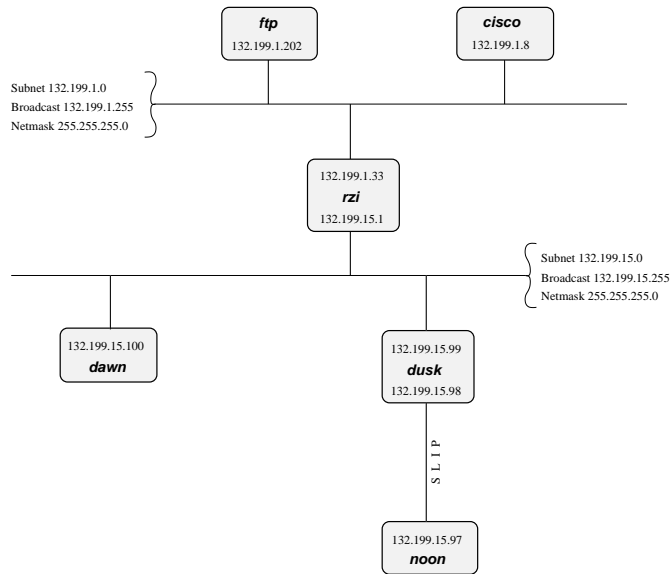 ftp
132.199.1.202
cisco
132.199.1.8
Subnet 132.199.1.0
Broadcast 132.199.1.255
Netmask 255.255.255.0
132.199.1.33
rzi
132.199.15.1
Subnet 132.199.15.0
Broadcast 132.199.15.255
Netmask 255.255.255.0
132.199.15.100
dawn
132.199.15.99
dusk
132.199.15.98
SLIP
132.199.15.97
noon